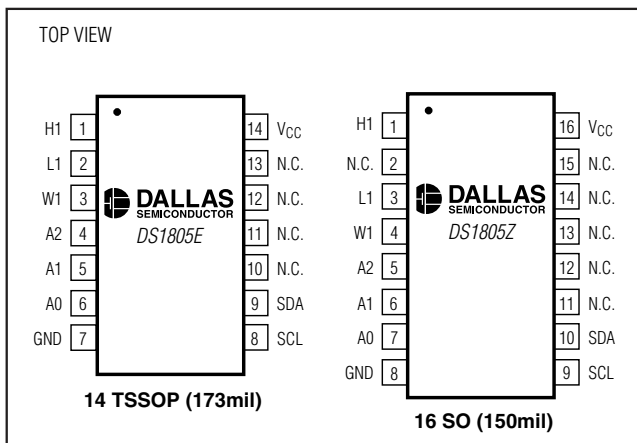 TOP VIEW
H1 1
L1 2
W1 3
A2 4
A1 5
A0 6
GND 7
DALLAS
SEMICONDUCTOR
DS1805E
14 VCC
13 N.C.
12 N.C.
11 N.C.
10 N.C.
9 SDA
8 SCL
14 TSSOP (173mil)
H1 1
N.C. 2
L1 3
W1 4
A2 5
A1 6
A0 7
GND 8
DALLAS
SEMICONDUCTOR
DS1805Z
16 VCC
15 N.C.
14 N.C.
13 N.C.
12 N.C.
11 N.C.
10 SDA
9 SCL
16 SO (150mil)